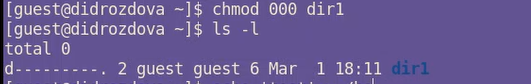 [guest@didrozdova ~]$ chmod 000 dir1
[guest@didrozdova ~]$ ls -l
total 0
d---------. 2 guest guest 6 Mar  1 18:11 dir1